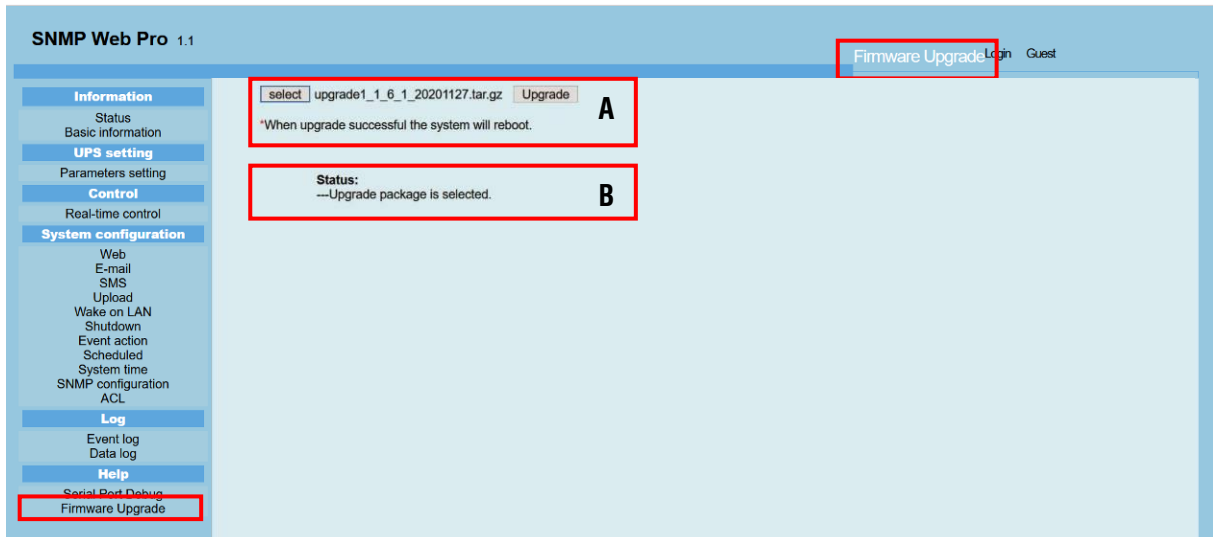 SNMP Web Pro 1.1
Firmware Upgrade Login Guest
Information
Status
Basic information
UPS setting
Parameters setting
Control
Real-time control
System configuration
Web
E-mail
SMS
Upload
Wake on LAN
Shutdown
Event action
Scheduled
System time
SNMP configuration
ACL
Log
Event log
Data log
Help
Serial Port Debug
Firmware Upgrade
select upgrade1_1_6_1_20201127.tar.gz Upgrade
*When upgrade successful the system will reboot.
A
Status:
---Upgrade package is selected.
B